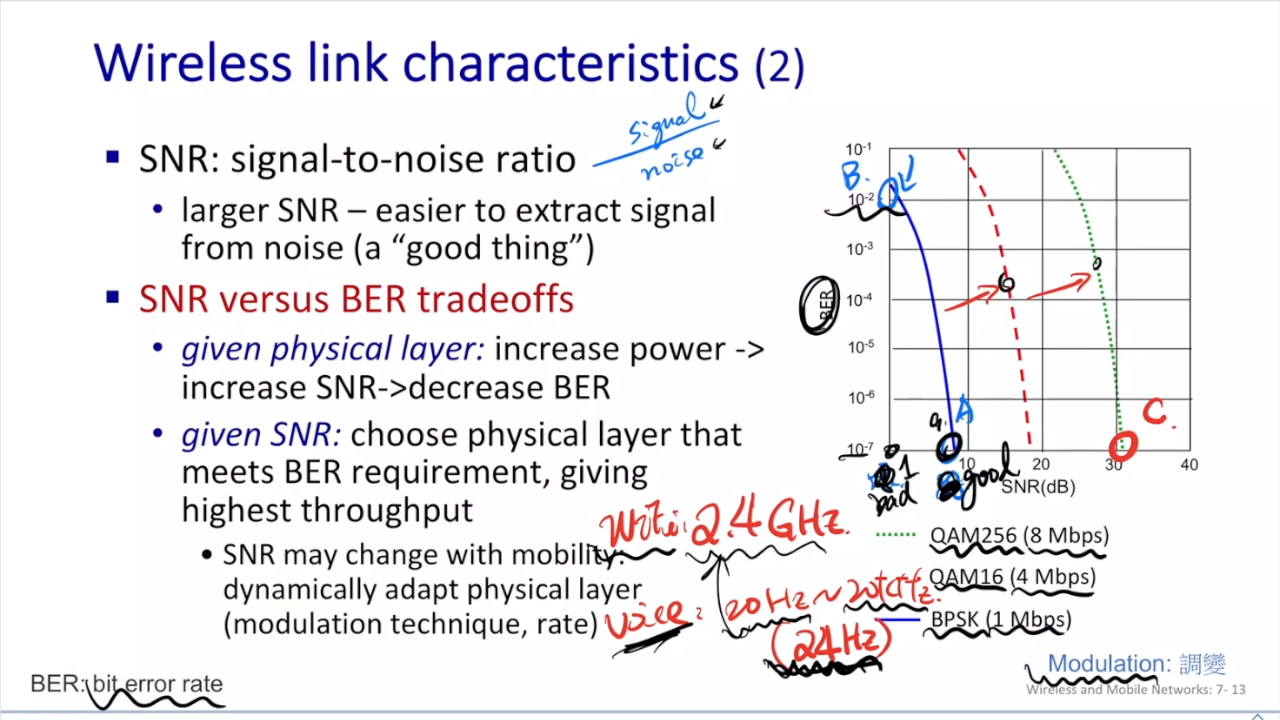 Wireless link characteristics (2)
signal
noise
▪ SNR: signal-to-noise ratio
• larger SNR – easier to extract signal
from noise (a “good thing”)
▪ SNR versus BER tradeoffs
• given physical layer: increase power ->
increase SNR->decrease BER
• given SNR: choose physical layer that
meets BER requirement, giving
highest throughput
• SNR may change with mobility:
dynamically adapt physical layer
(modulation technique, rate)
BER: bit error rate
10-1
10-2
10-3
10-4
10-5
10-6
10-7
BER
B.
A
C.
10
20
30
40
SNR(dB)
1
bad
good
2.4 GHz.
voice: 20 Hz ~
(24Hz)
QAM256 (8 Mbps)
QAM16 (4 Mbps)
BPSK (1 Mbps)
Modulation: 調變
Wireless and Mobile Networks: 7- 13